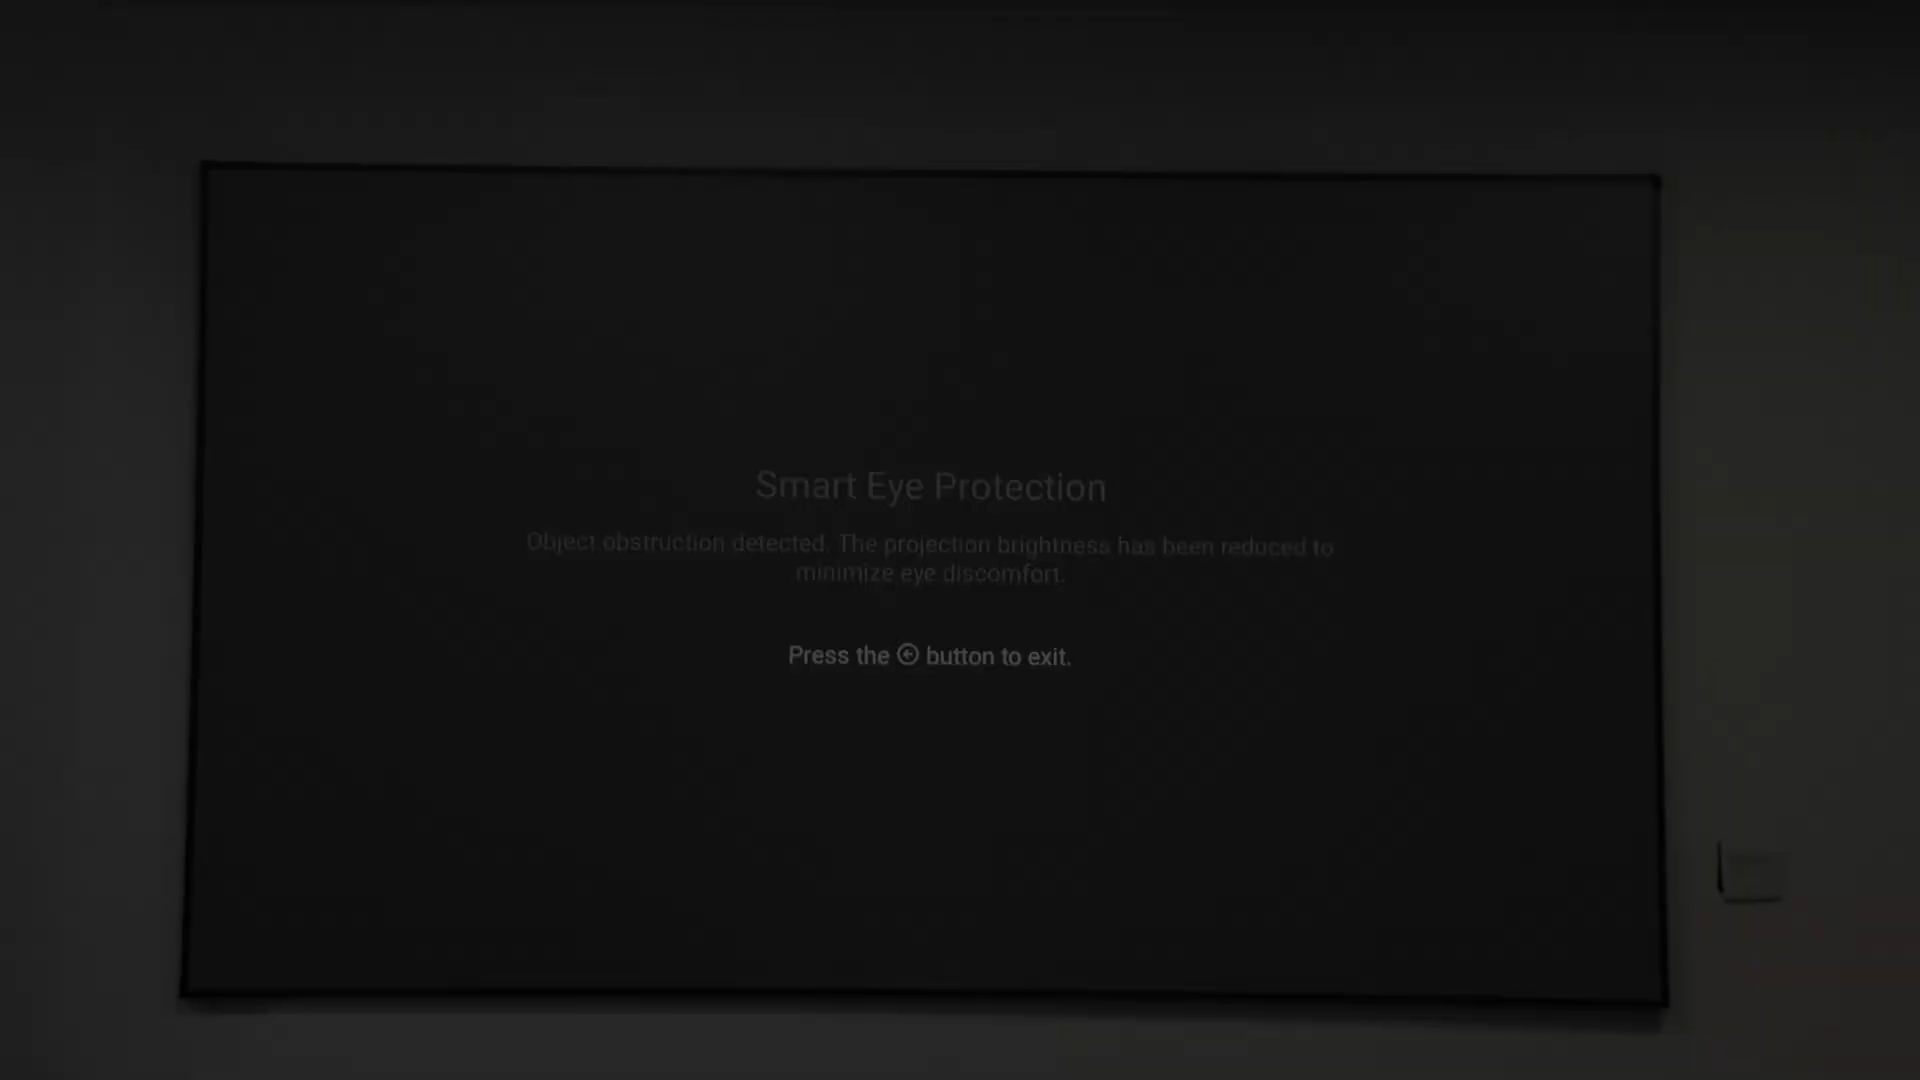 Smart Eye Protection
Object obstruction detected. The projection brightness has been reduced to
minimize eye discomfort.
Press the button to exit.